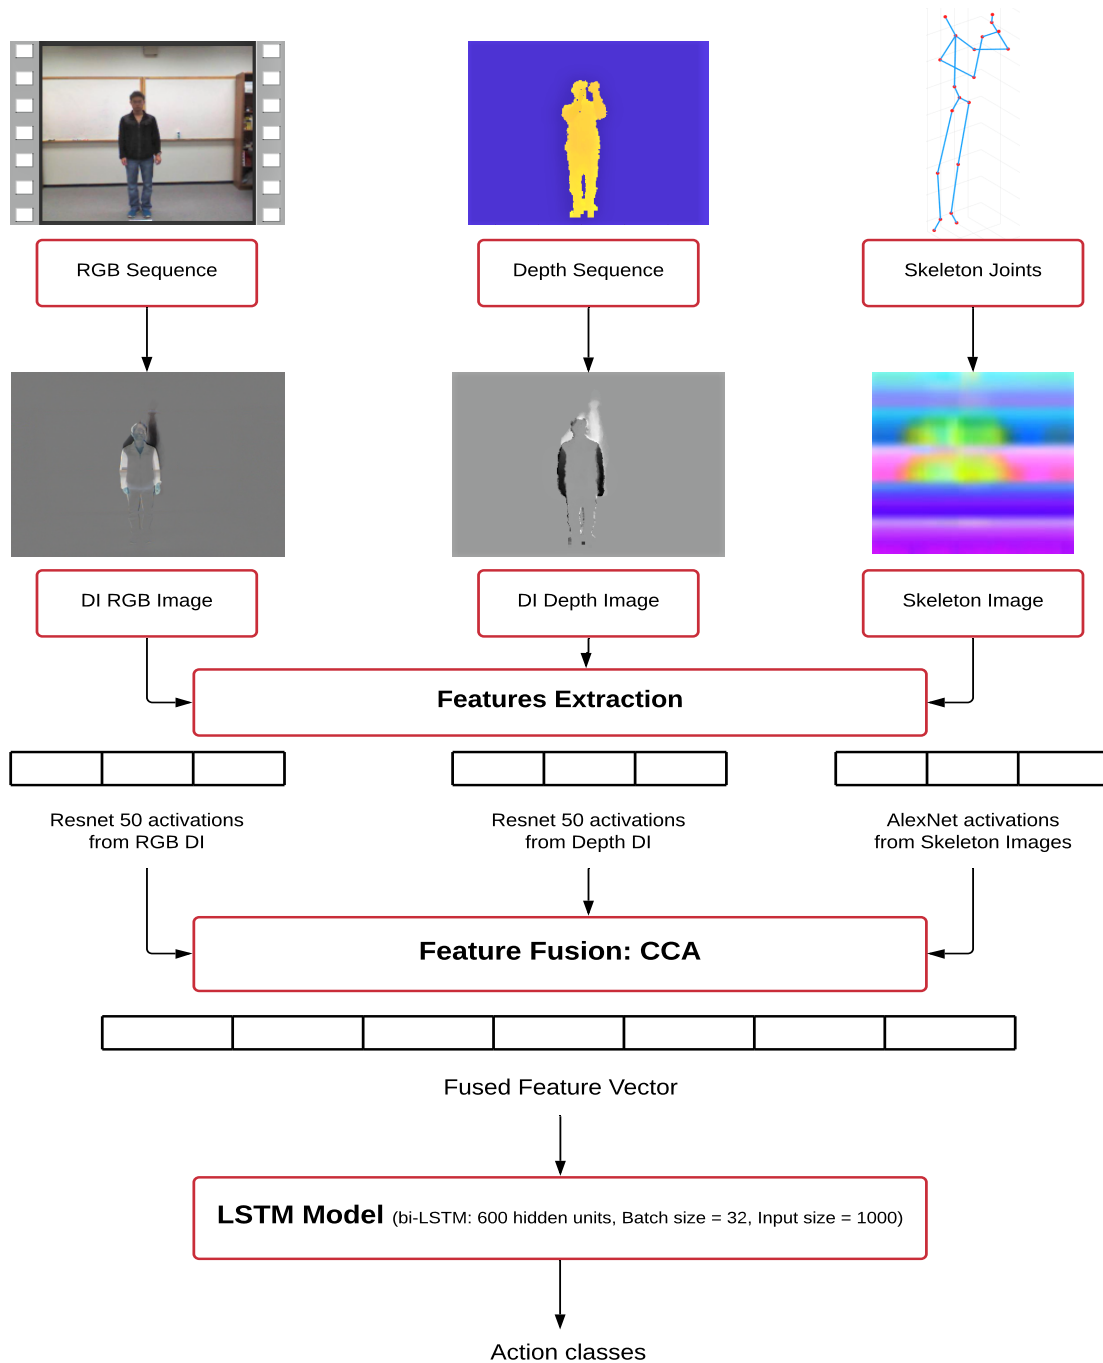 RGB Sequence
Depth Sequence
Skeleton Joints
DI RGB Image
DI Depth Image
Skeleton Image
Features Extraction
Resnet 50 activations
from RGB DI
Resnet 50 activations
from Depth DI
AlexNet activations
from Skeleton Images
Feature Fusion: CCA
Fused Feature Vector
LSTM Model (bi-LSTM: 600 hidden units, Batch size = 32, Input size = 1000)
Action classes